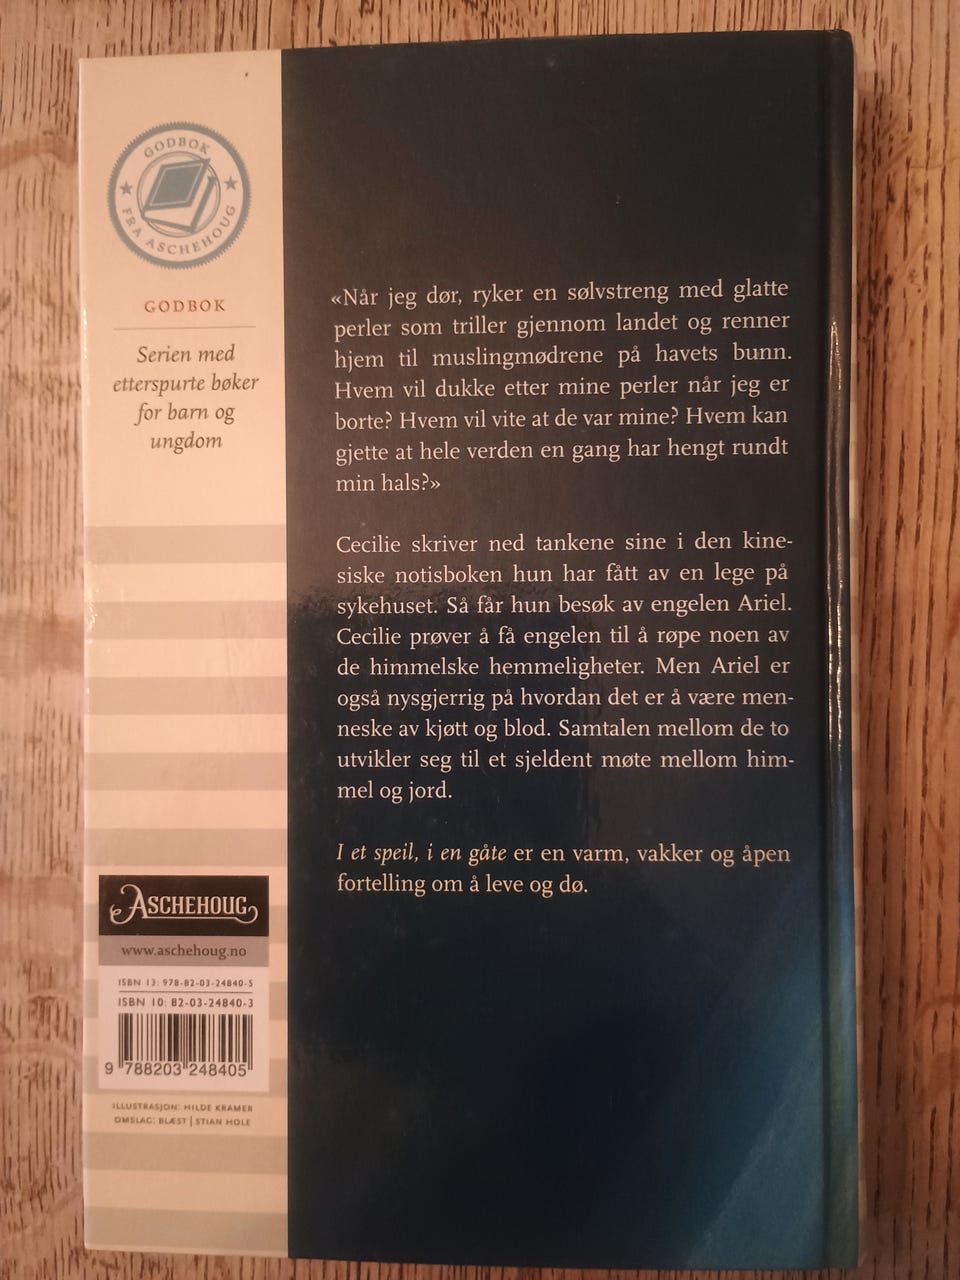 GODBOK
FRA ASCHEHOUG
GODBOK
Serien med
etterspurte bøker
for barn og
ungdom
«Når jeg dør, ryker en sølvstreng med glatte
perler som triller gjennom landet og renner
hjem til muslingmødrene på havets bunn.
Hvem vil dukke etter mine perler når jeg er
borte? Hvem vil vite at de var mine? Hvem kan
gjette at hele verden en gang har hengt rundt
min hals?»
Cecilie skriver ned tankene sine i den kine-
siske notisboken hun har fått av en lege på
sykehuset. Så får hun besøk av engelen Ariel.
Cecilie prøver å få engelen til å røpe noen av
de himmelske hemmeligheter. Men Ariel er
også nysgjerrig på hvordan det er å være men-
neske av kjøtt og blod. Samtalen mellom de to
utvikler seg til et sjeldent møte mellom him-
mel og jord.
I et speil, i en gåte er en varm, vakker og åpen
fortelling om å leve og dø.
ASCHEHOUG
www.aschehoug.no
ISBN 13: 978-82-03-24840-5
ISBN 10: 82-03-24840-3
9 788203 248405
ILLUSTRASJON: HILDE KRAMER
OMSLAG: BLÆST | STIAN HOLE